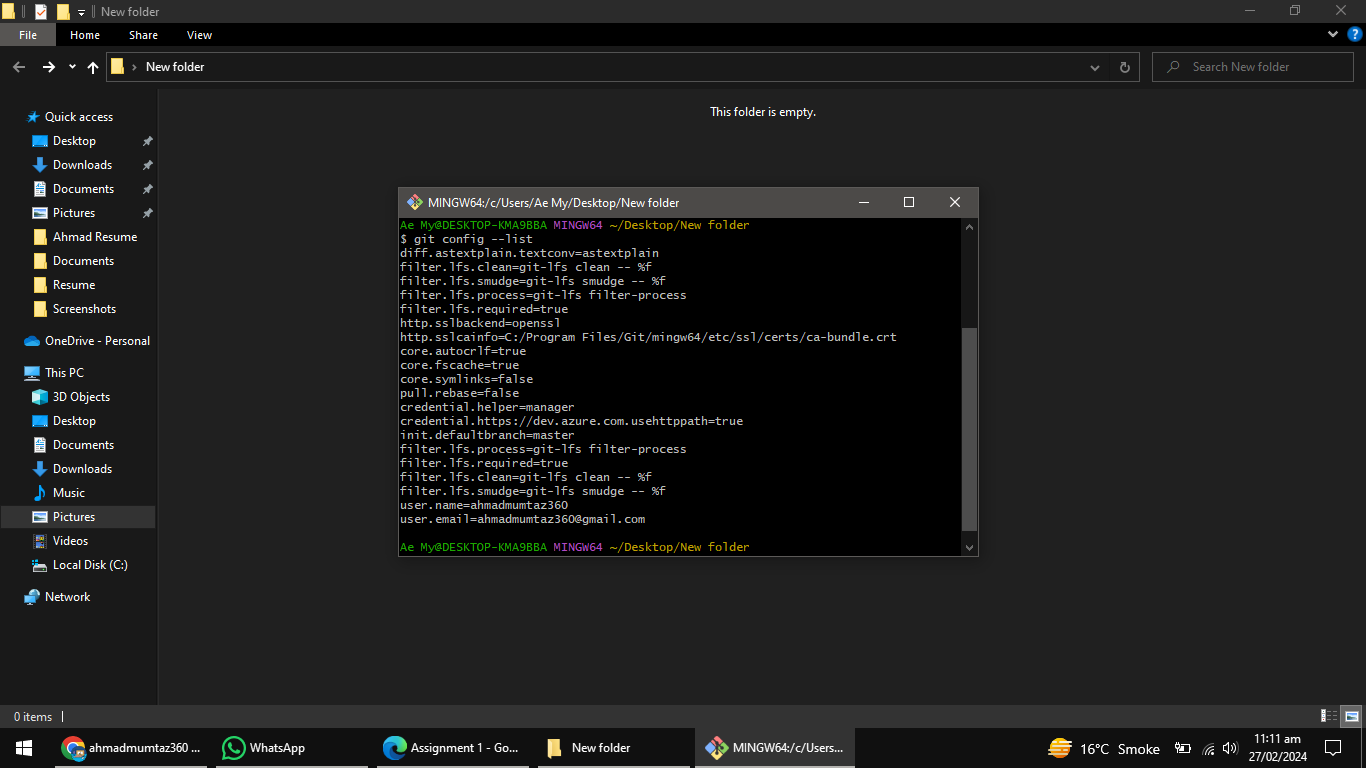 New folder
File Home Share View
New folder
Search New folder
This folder is empty.
Quick access
Desktop
Downloads
Documents
Pictures
Ahmad Resume
Documents
Resume
Screenshots
OneDrive - Personal
This PC
3D Objects
Desktop
Documents
Downloads
Music
Pictures
Videos
Local Disk (C:)
Network
MINGW64:/c/Users/Ae My/Desktop/New folder
Ae My@DESKTOP-KMA9BBA MINGW64 ~/Desktop/New folder
$ git config --list
diff.astextplain.textconv=astextplain
filter.lfs.clean=git-lfs clean -- %f
filter.lfs.smudge=git-lfs smudge -- %f
filter.lfs.process=git-lfs filter-process
filter.lfs.required=true
http.sslbackend=openssl
http.sslcainfo=C:/Program Files/Git/mingw64/etc/ssl/certs/ca-bundle.crt
core.autocrlf=true
core.fscache=true
core.symlinks=false
pull.rebase=false
credential.helper=manager
credential.https://dev.azure.com.usehttppath=true
init.defaultbranch=master
filter.lfs.process=git-lfs filter-process
filter.lfs.required=true
filter.lfs.clean=git-lfs clean -- %f
filter.lfs.smudge=git-lfs smudge -- %f
user.name=ahmadmumtaz360
user.email=ahmadmumtaz360@gmail.com
Ae My@DESKTOP-KMA9BBA MINGW64 ~/Desktop/New folder
0 items
ahmadmumtaz360 ...
WhatsApp
Assignment 1 - Go...
New folder
MINGW64:/c/Users...
16°C Smoke
11:11 am
27/02/2024